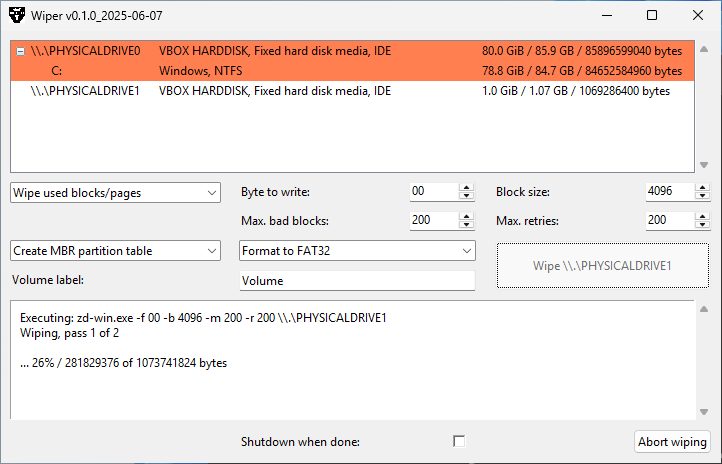 Wiper v0.1.0_2025-06-07
\\.\PHYSICALDRIVE0 VBOX HARDDISK, Fixed hard disk media, IDE 80.0 GiB / 85.9 GB / 85896599040 bytes
C: Windows, NTFS 78.8 GiB / 84.7 GB / 84652584960 bytes
\\.\PHYSICALDRIVE1 VBOX HARDDISK, Fixed hard disk media, IDE 1.0 GiB / 1.07 GB / 1069286400 bytes
Wipe used blocks/pages Byte to write: 00 Block size: 4096
Max. bad blocks: 200 Max. retries: 200
Create MBR partition table Format to FAT32 Wipe \\.\PHYSICALDRIVE1
Volume label: Volume
Executing: zd-win.exe -f 00 -b 4096 -m 200 -r 200 \\.\PHYSICALDRIVE1
Wiping, pass 1 of 2
... 26% / 281829376 of 1073741824 bytes
Shutdown when done: Abort wiping